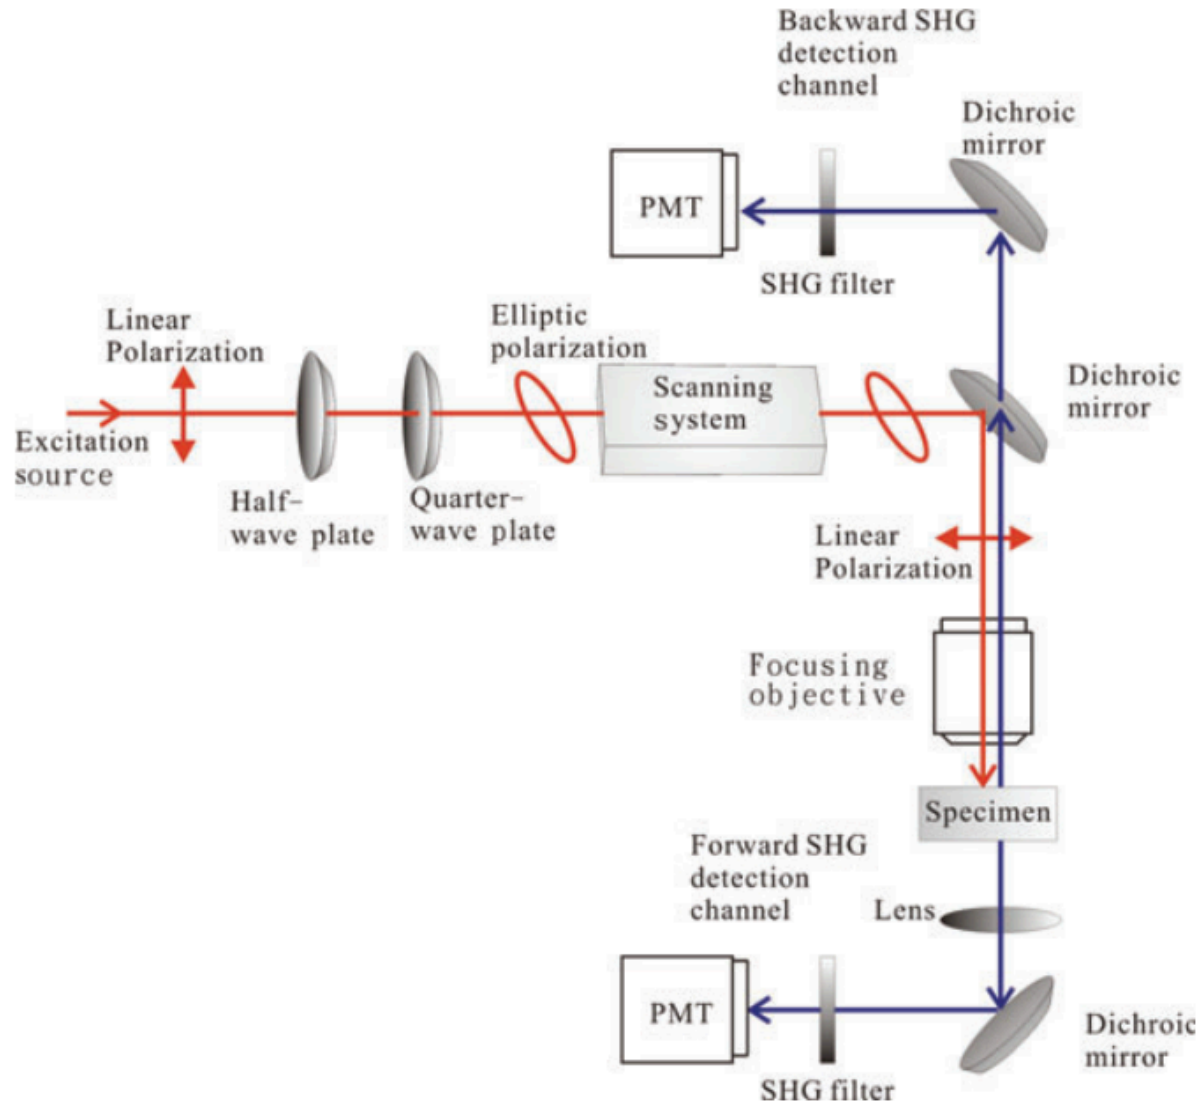 Backward SHG
detection
channel
Dichroic
mirror
PMT
SHG filter
Linear
Polarization
Elliptic
polarization
Scanning
system
Dichroic
mirror
Excitation
source
Half-
wave plate
Quarter-
wave plate
Linear
Polarization
Focusing
objective
Specimen
Forward SHG
detection
channel
Lens
PMT
Dichroic
mirror
SHG filter